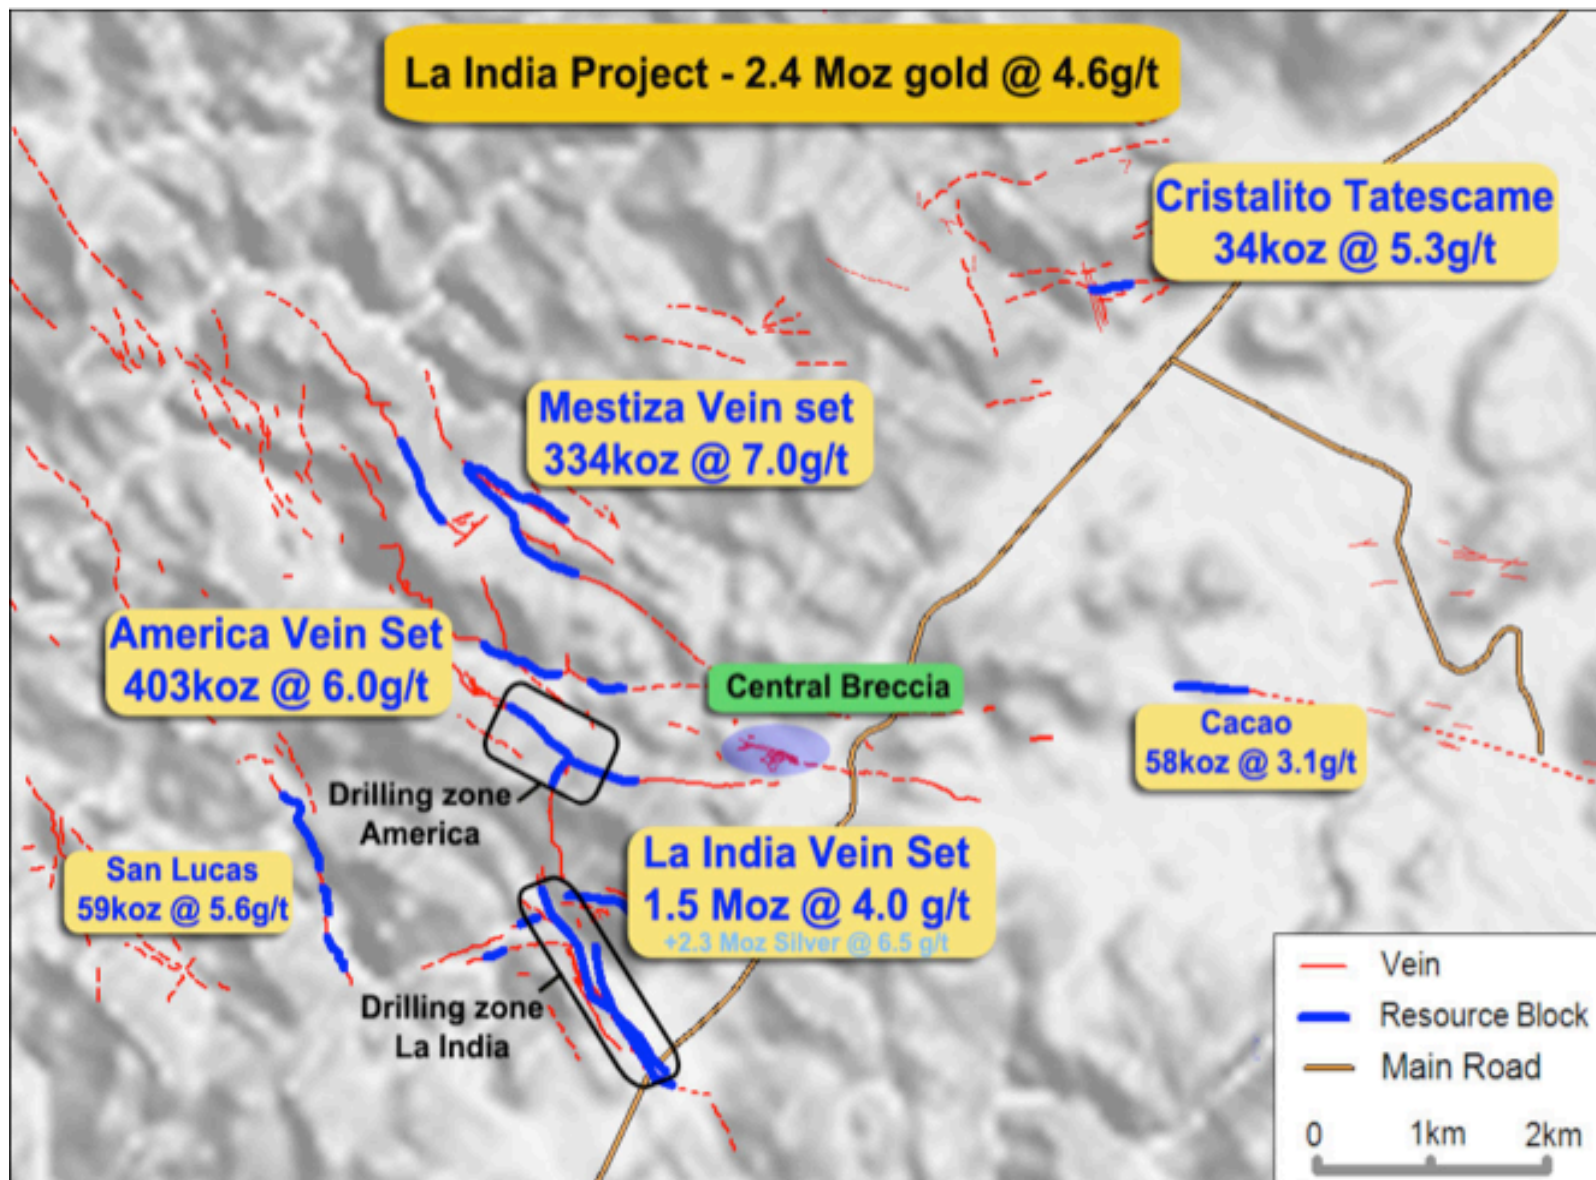 La India Project - 2.4 Moz gold @ 4.6g/t
Cristalito Tatescame
34koz @ 5.3g/t
Mestiza Vein set
334koz @ 7.0g/t
America Vein Set
403koz @ 6.0g/t
Central Breccia
Cacao
58koz @ 3.1g/t
Drilling zone
America
La India Vein Set
1.5 Moz @ 4.0 g/t
+2.3 Moz Silver @ 6.5 g/t
San Lucas
59koz @ 5.6g/t
Drilling zone
La India
Vein
Resource Block
Main Road
0 1km 2km